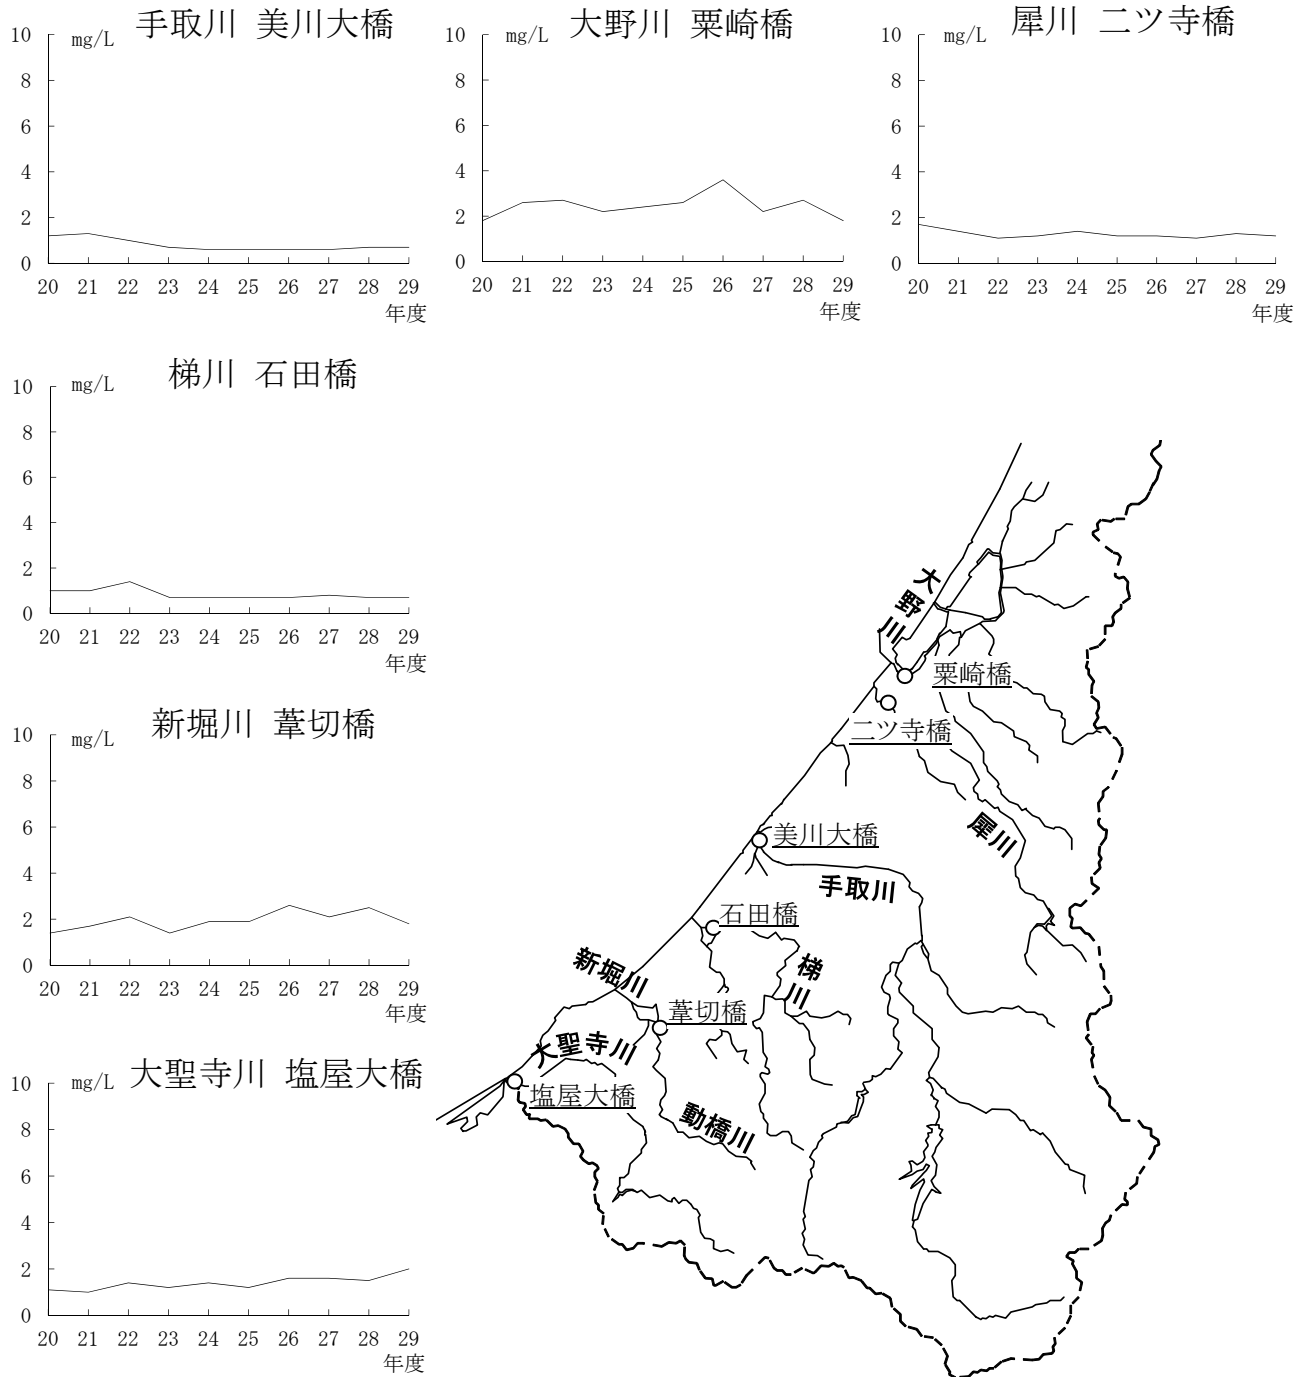 手取川 美川大橋
mg/L
10
8
6
4
2
0
20 21 22 23 24 25 26 27 28 29
年度
大野川 粟崎橋
mg/L
10
8
6
4
2
0
20 21 22 23 24 25 26 27 28 29
年度
犀川 二ツ寺橋
mg/L
10
8
6
4
2
0
20 21 22 23 24 25 26 27 28 29
年度
梯川 石田橋
mg/L
10
8
6
4
2
0
20 21 22 23 24 25 26 27 28 29
年度
新堀川 葦切橋
mg/L
10
8
6
4
2
0
20 21 22 23 24 25 26 27 28 29
年度
大聖寺川 塩屋大橋
mg/L
10
8
6
4
2
0
20 21 22 23 24 25 26 27 28 29
年度
大野川
粟崎橋
二ツ寺橋
犀川
美川大橋
手取川
石田橋
梯川
新堀川
葦切橋
大聖寺川
塩屋大橋
動橋川